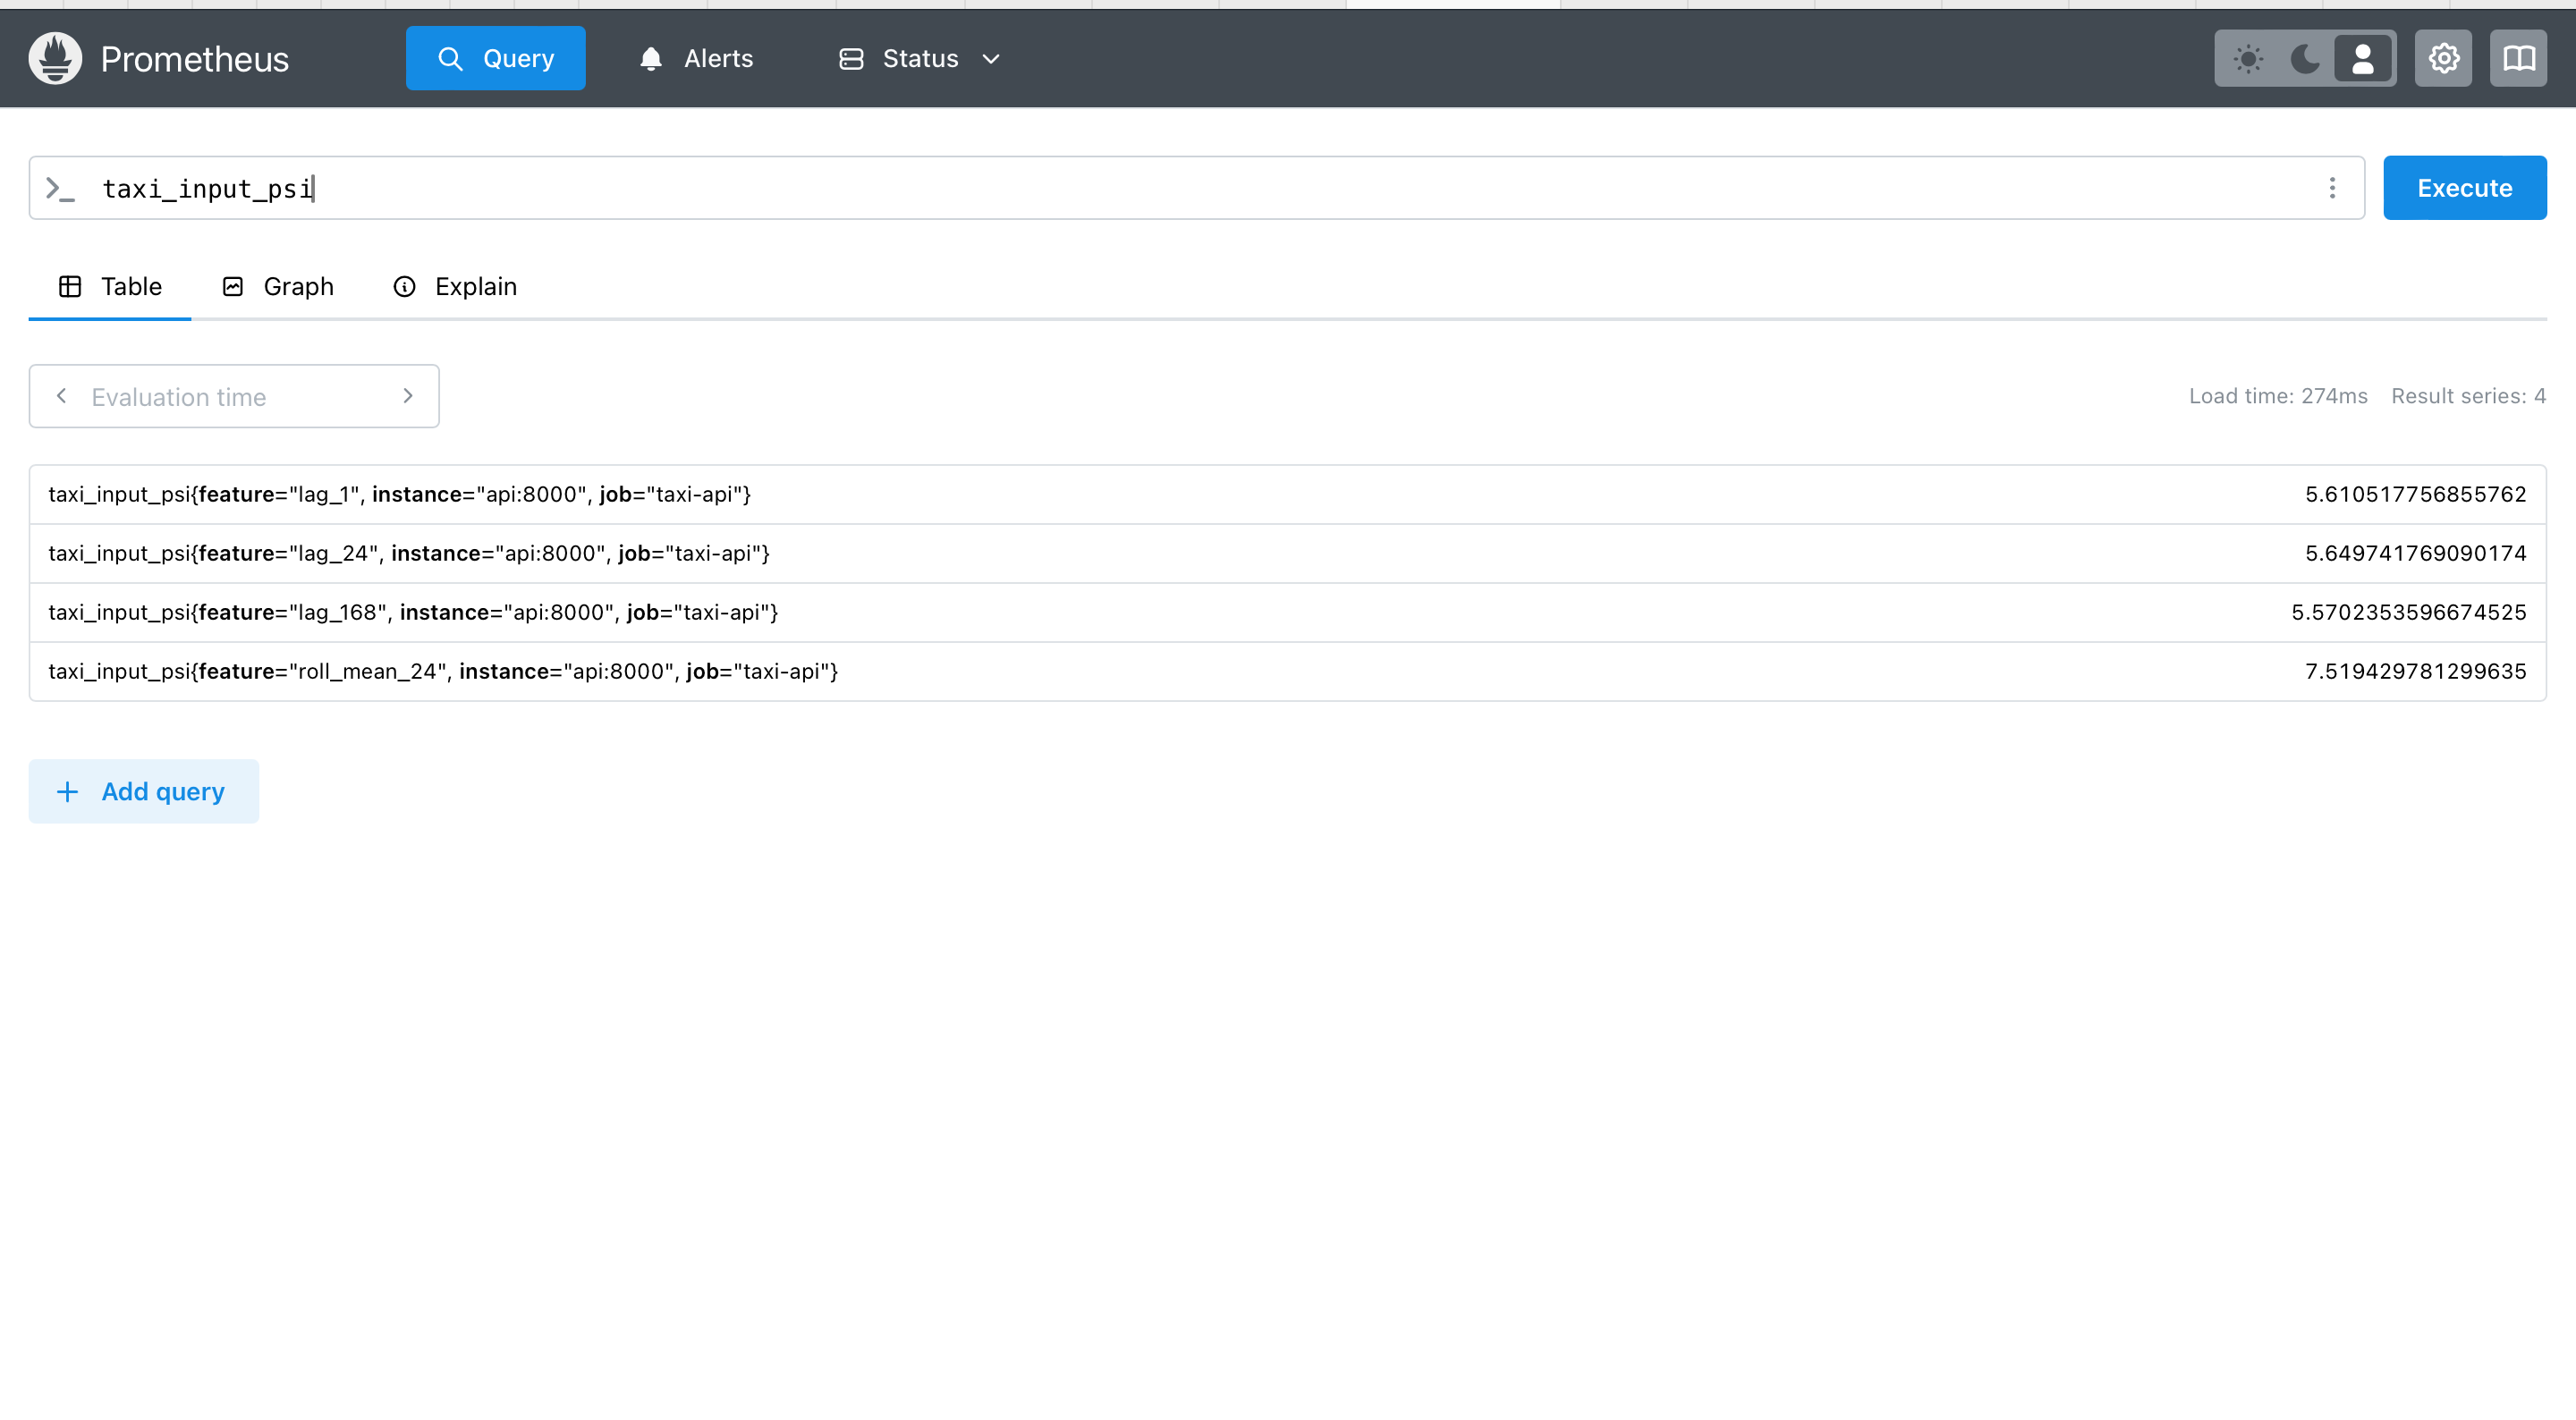 Prometheus Query Alerts Status
taxi_input_psi Execute
Table Graph Explain
Evaluation time Load time: 274ms Result series: 4
taxi_input_psi{feature="lag_1", instance="api:8000", job="taxi-api"} 5.610517756855762
taxi_input_psi{feature="lag_24", instance="api:8000", job="taxi-api"} 5.649741769090174
taxi_input_psi{feature="lag_168", instance="api:8000", job="taxi-api"} 5.5702353596674525
taxi_input_psi{feature="roll_mean_24", instance="api:8000", job="taxi-api"} 7.519429781299635
Add query